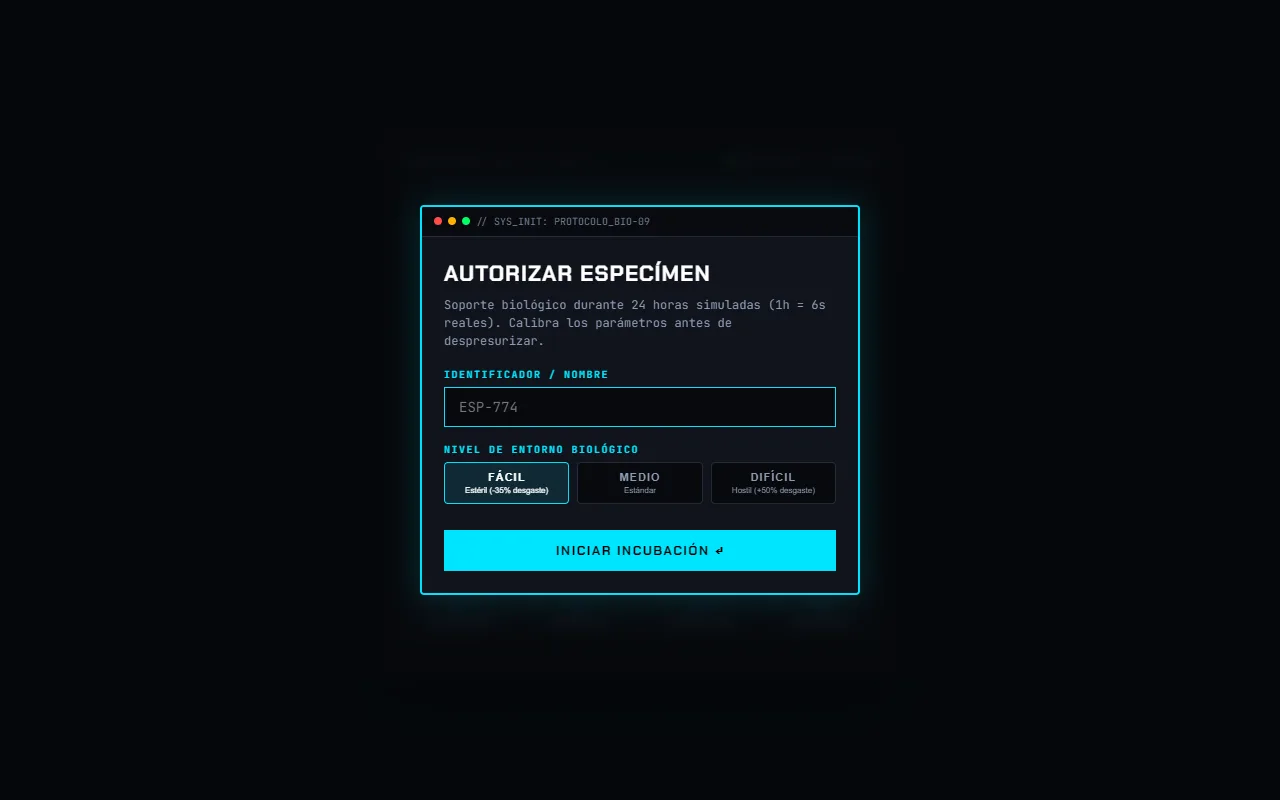 // SYS_INIT: PROTOCOLO_BIO-09
AUTORIZAR ESPECÍMEN
Soporte biológico durante 24 horas simuladas (1h = 6s
reales). Calibra los parámetros antes de
despresurizar.
IDENTIFICADOR / NOMBRE
ESP-774
NIVEL DE ENTORNO BIOLÓGICO
FÁCIL
Estéril (-35% desgaste)
MEDIO
Estándar
DIFÍCIL
Hostil (+50% desgaste)
INICIAR INCUBACIÓN ↵